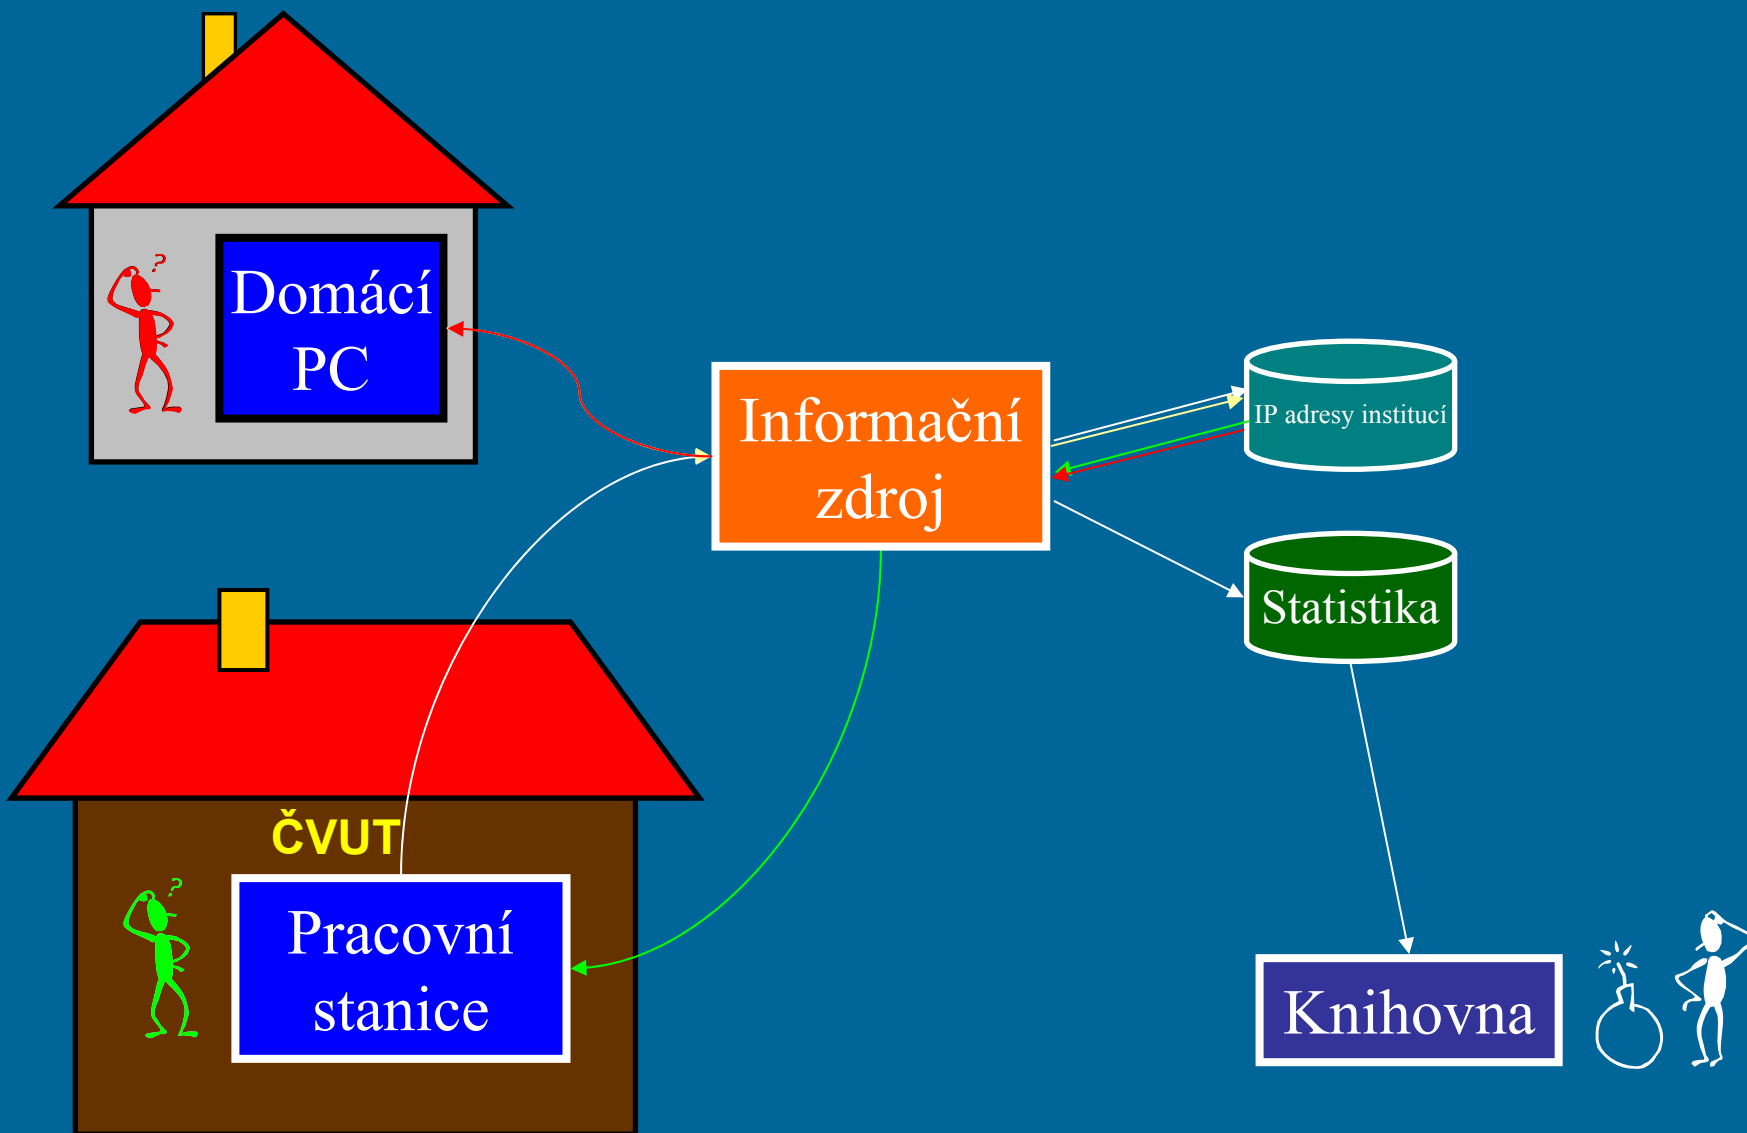 Domácí
PC
Informační
zdroj
IP adresy institucí
Statistika
ČVUT
Pracovní
stanice
Knihovna